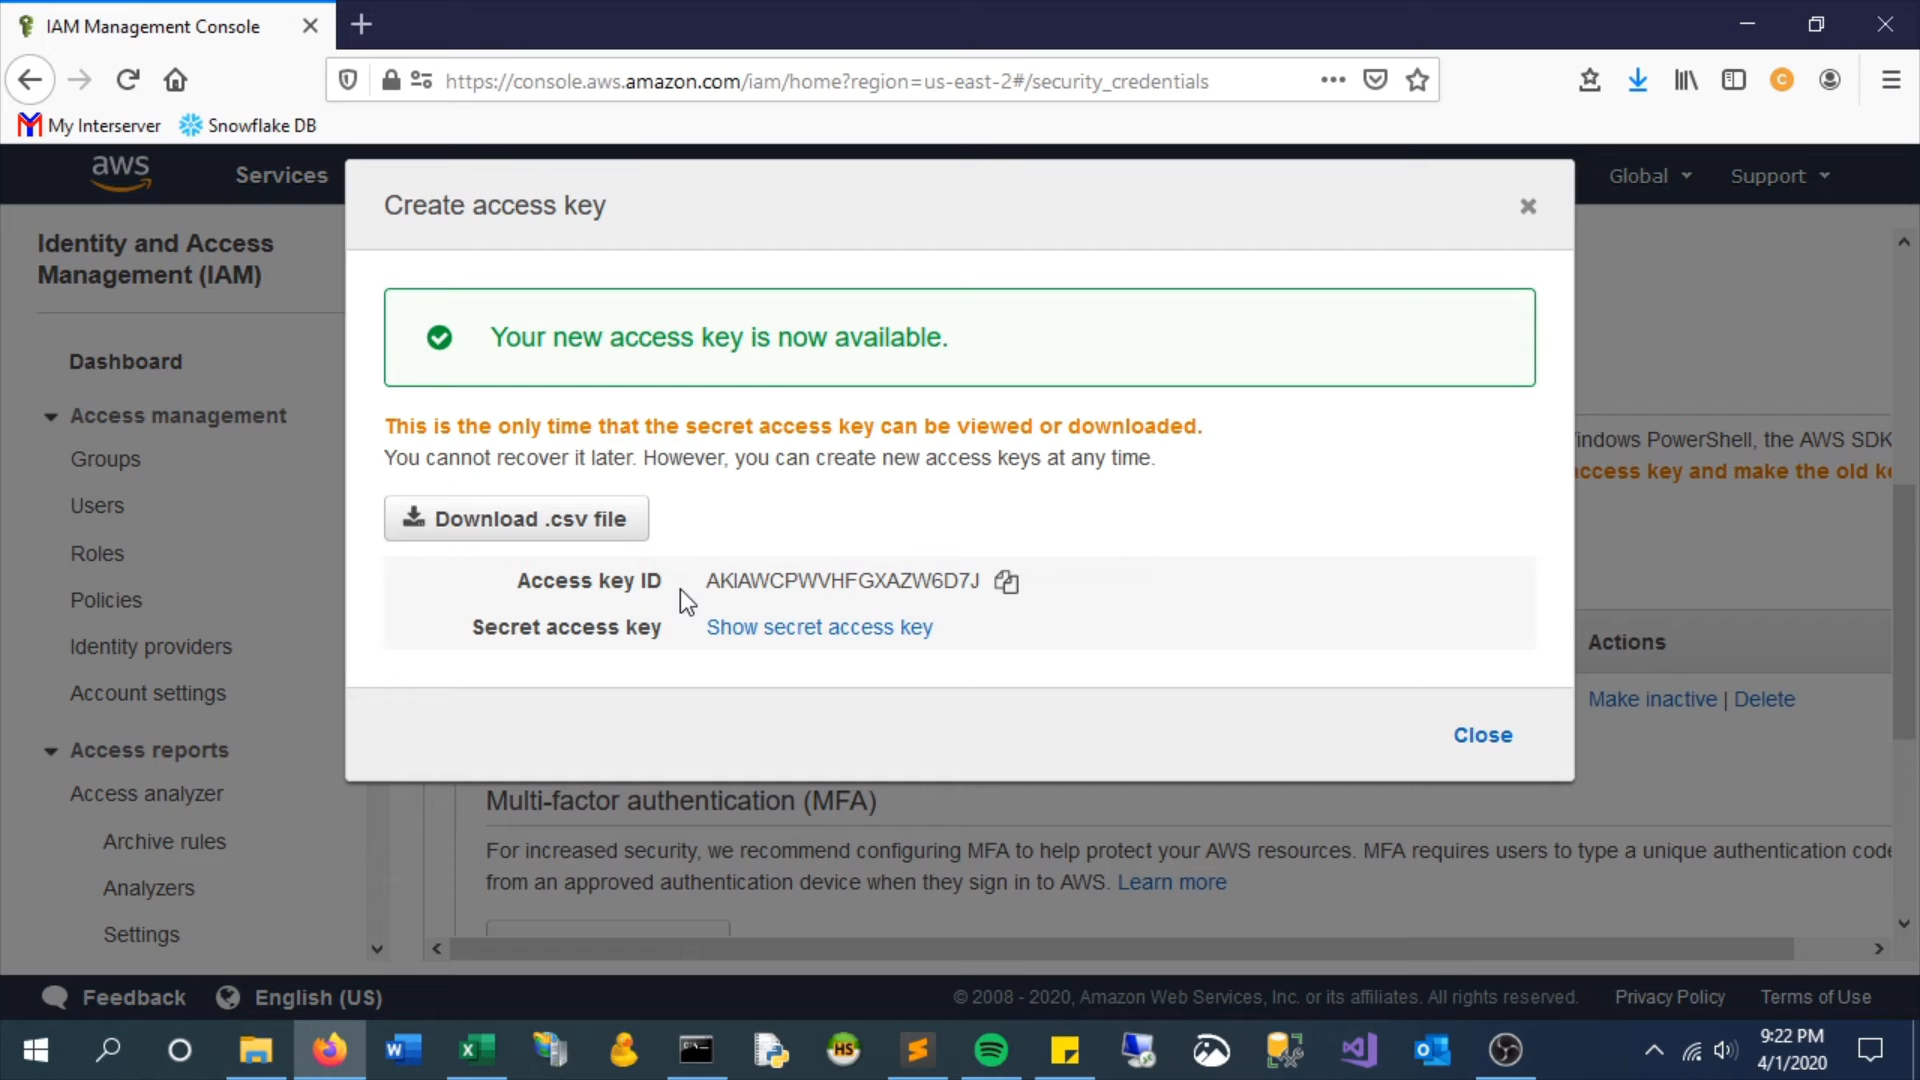 IAM Management Console
https://console.aws.amazon.com/iam/home?region=us-east-2#/security_credentials
My Interserver
Snowflake DB
aws
Services
Global
Support
Create access key
Identity and Access
Management (IAM)
Dashboard
Access management
Groups
Users
Roles
Policies
Identity providers
Account settings
Access reports
Access analyzer
Archive rules
Analyzers
Settings
Your new access key is now available.
This is the only time that the secret access key can be viewed or downloaded.
You cannot recover it later. However, you can create new access keys at any time.
Download .csv file
Access key ID AKIAWCPWVHFGXAZW6D7J
Secret access key Show secret access key
Close
indows PowerShell, the AWS SDK
ccess key and make the old ke
Actions
Make inactive | Delete
Multi-factor authentication (MFA)
For increased security, we recommend configuring MFA to help protect your AWS resources. MFA requires users to type a unique authentication code
from an approved authentication device when they sign in to AWS. Learn more
Feedback
English (US)
© 2008 - 2020, Amazon Web Services, Inc. or its affiliates. All rights reserved.
Privacy Policy
Terms of Use
9:22 PM
4/1/2020